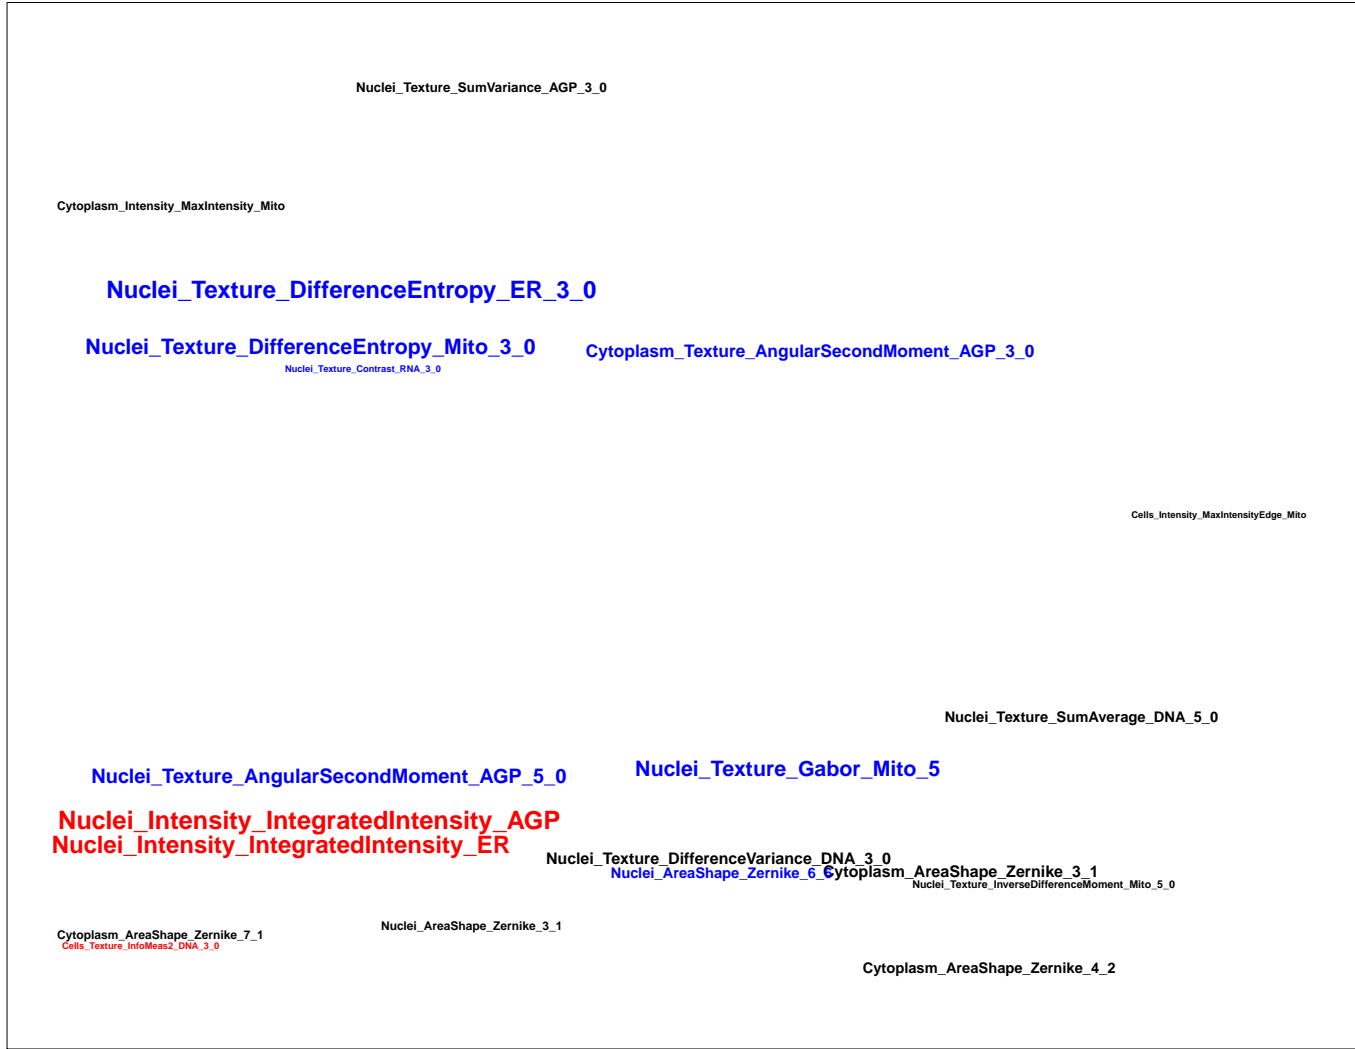 Nuclei_Texture_SumVariance_AGP_3_0
Cytoplasm_Intensity_MaxIntensity_Mito
Nuclei_Texture_DifferenceEntropy_ER_3_0
Nuclei_Texture_DifferenceEntropy_Mito_3_0
Cytoplasm_Texture_AngularSecondMoment_AGP_3_0
Nuclei_Texture_Contrast_RNA_3_0
Cells_Intensity_MaxIntensityEdge_Mito
Nuclei_Texture_SumAverage_DNA_5_0
Nuclei_Texture_Gabor_Mito_5
Nuclei_Texture_AngularSecondMoment_AGP_5_0
Nuclei_Intensity_IntegratedIntensity_AGP
Nuclei_Intensity_IntegratedIntensity_ER
Nuclei_Texture_DifferenceVariance_DNA_3_0
Nuclei_AreaShape_Zernike_6_6
Cytoplasm_AreaShape_Zernike_3_1
Nuclei_Texture_InverseDifferenceMoment_Mito_5_0
Nuclei_AreaShape_Zernike_3_1
Cytoplasm_AreaShape_Zernike_7_1
Cells_Texture_InfoMeas2_DNA_3_0
Cytoplasm_AreaShape_Zernike_4_2